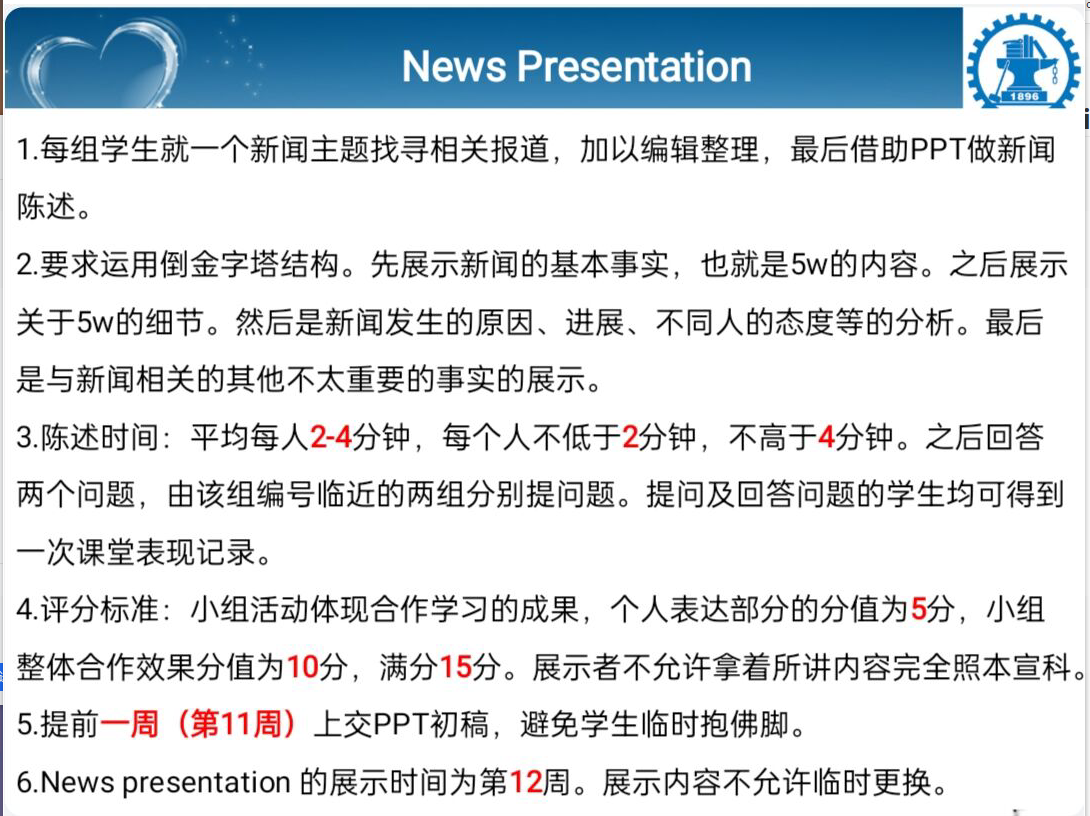 News Presentation
1896
1.每组学生就一个新闻主题找寻相关报道，加以编辑整理，最后借助PPT做新闻
陈述。
2.要求运用倒金字塔结构。先展示新闻的基本事实，也就是5w的内容。之后展示
关于5w的细节。然后是新闻发生的原因、进展、不同人的态度等的分析。最后
是与新闻相关的其他不太重要的事实的展示。
3.陈述时间：平均每人2-4分钟，每个人不低于2分钟，不高于4分钟。之后回答
两个问题，由该组编号临近的两组分别提问题。提问及回答问题的学生均可得到
一次课堂表现记录。
4.评分标准：小组活动体现合作学习的成果，个人表达部分的分值为5分，小组
整体合作效果分值为10分，满分15分。展示者不允许拿着所讲内容完全照本宣科。
5.提前一周（第11周）上交PPT初稿，避免学生临时抱佛脚。
6.News presentation 的展示时间为第12周。展示内容不允许临时更换。